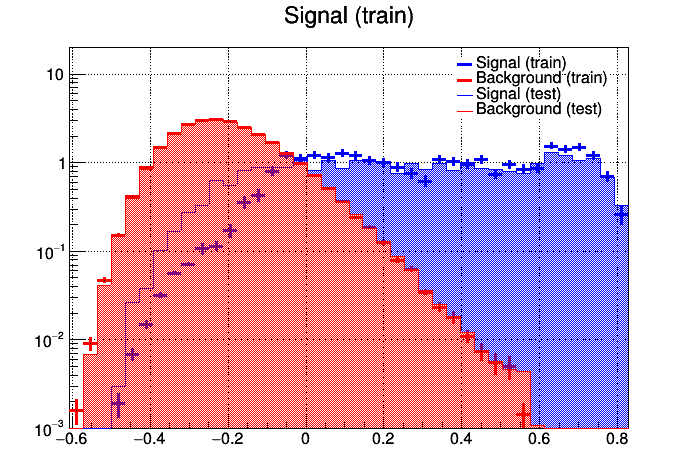 Signal (train)
Signal (train)
Background (train)
Signal (test)
Background (test)
10
1
10⁻¹
10⁻²
10⁻³
−0.6 −0.4 −0.2 0 0.2 0.4 0.6 0.8